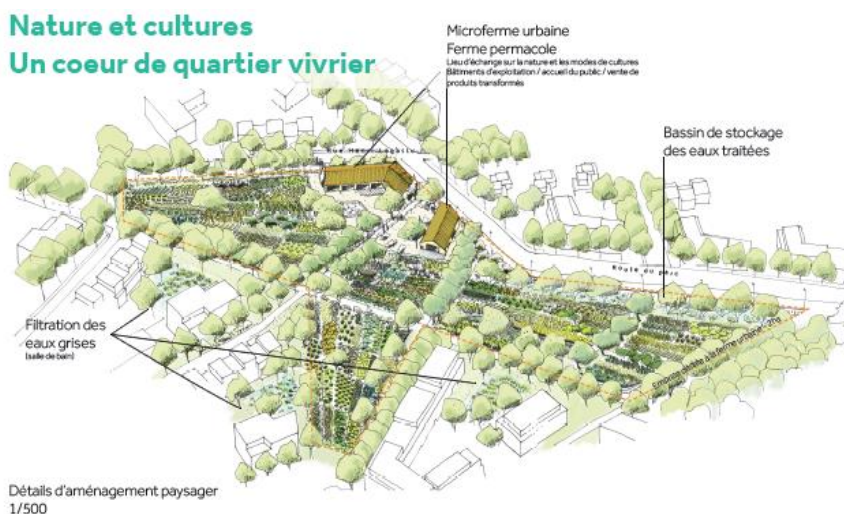 Nature et cultures
Un coeur de quartier vivrier
Microferme urbaine
Ferme permacole
Lieu d'échange sur la nature et les modes de cultures
Bâtiments d'exploitation / accueil du public / vente de
produits transformés
Bassin de stockage
des eaux traitées
Route du parc
Filtration des
eaux grises
(salle de bain)
Détails d'aménagement paysager
1/500